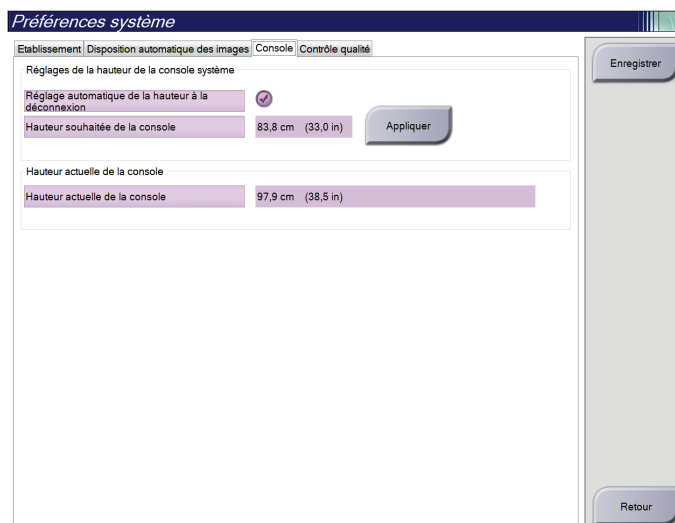 Préférences système
Etablissement Disposition automatique des images Console Contrôle qualité
Enregistrer
Réglages de la hauteur de la console système
Réglage automatique de la hauteur à la
déconnexion
Hauteur souhaitée de la console 83,8 cm (33,0 in) Appliquer
Hauteur actuelle de la console
Hauteur actuelle de la console 97,9 cm (38,5 in)
Retour